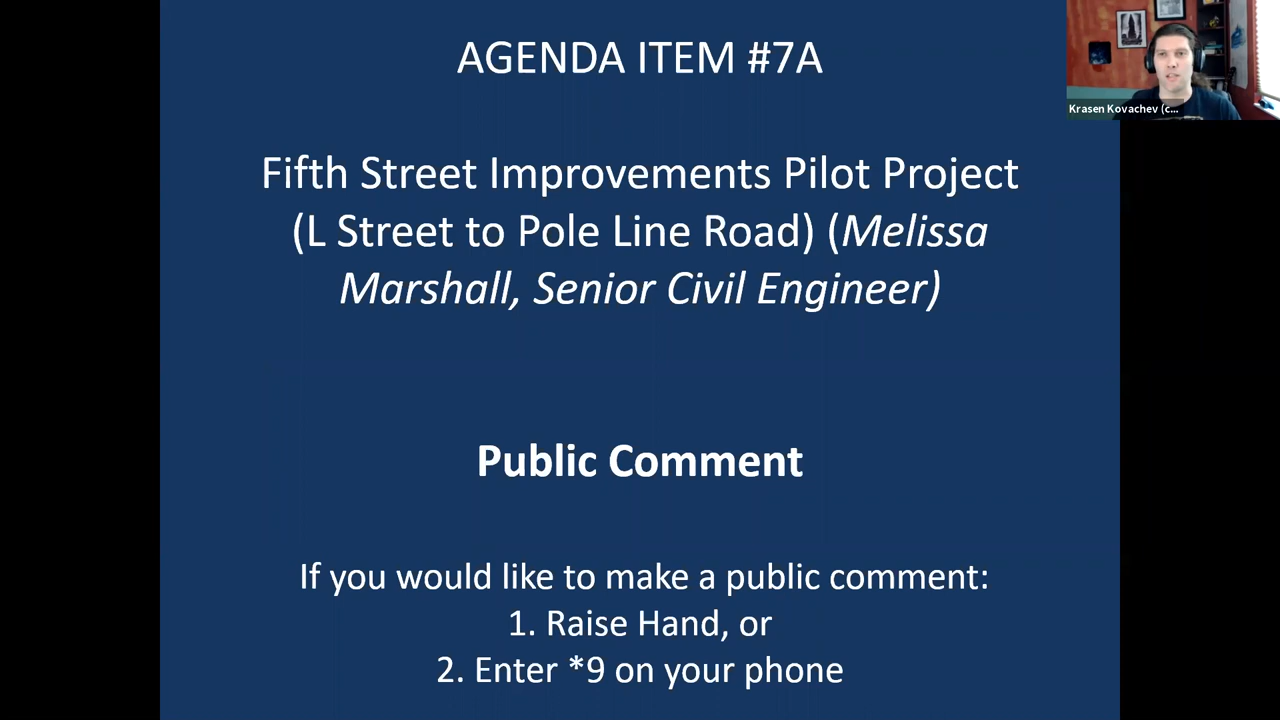 AGENDA ITEM #7A
Krasen Kovachev (c...
Fifth Street Improvements Pilot Project
(L Street to Pole Line Road) (Melissa
Marshall, Senior Civil Engineer)
Public Comment
If you would like to make a public comment:
1. Raise Hand, or
2. Enter *9 on your phone